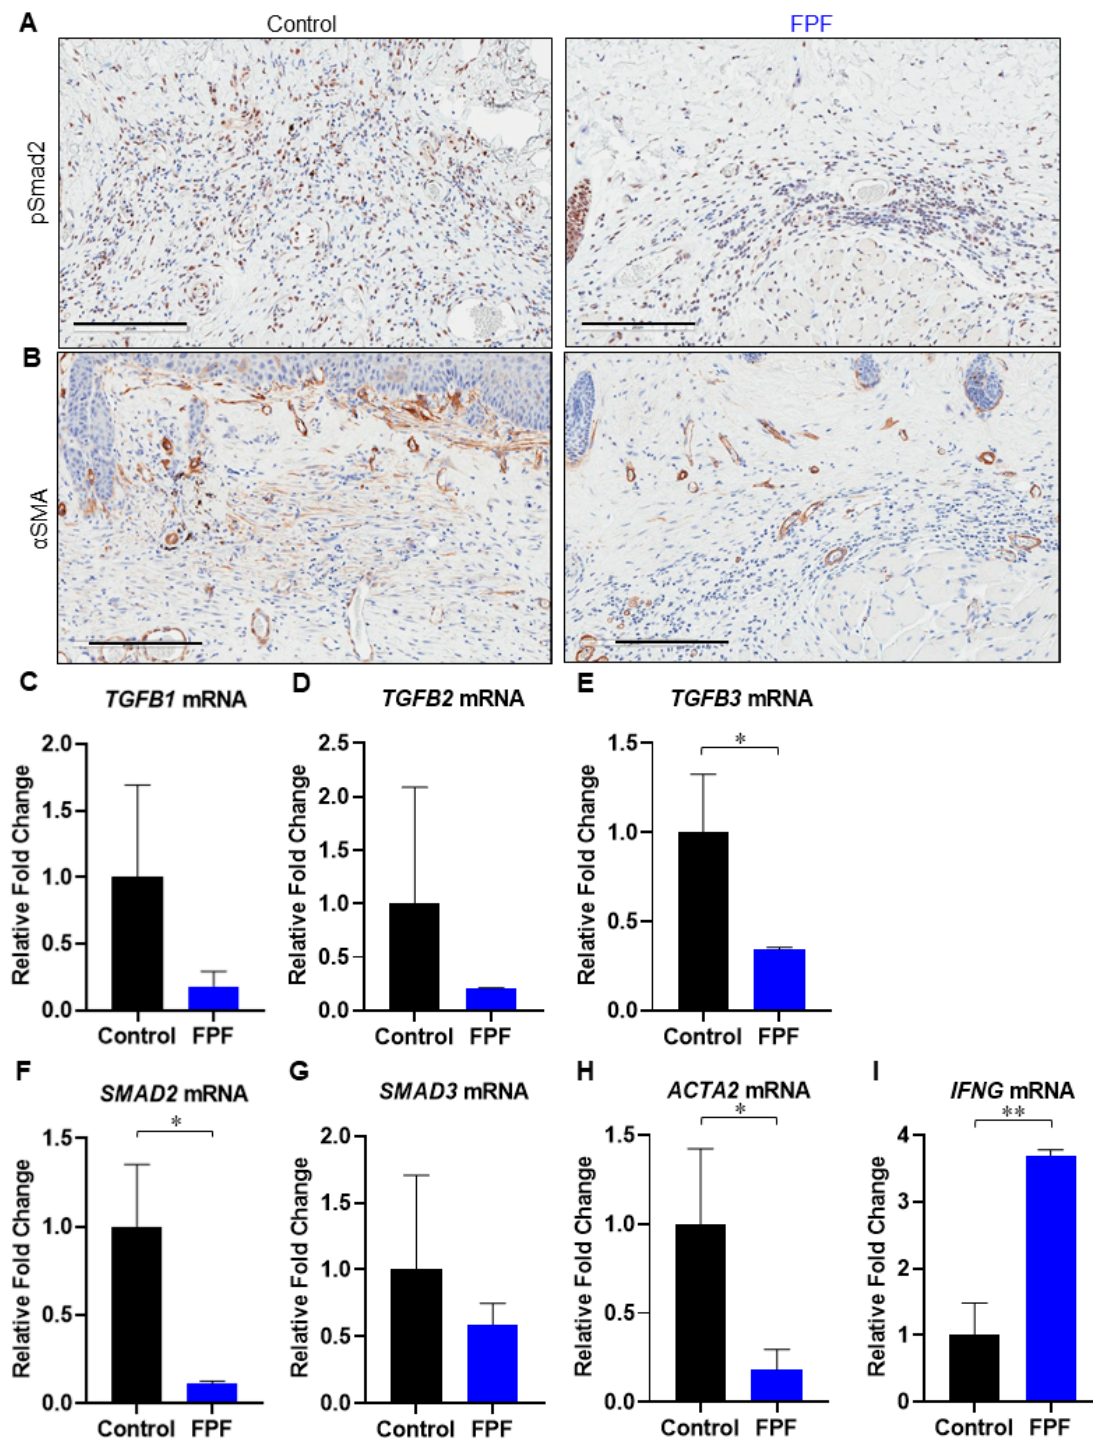 A
Control
FPF
pSmad2
B
αSMA
C
TGFB1 mRNA
Relative Fold Change
2.0
1.5
1.0
0.5
0.0
Control FPF
D
TGFB2 mRNA
Relative Fold Change
2.5
2.0
1.5
1.0
0.5
0.0
Control FPF
E
TGFB3 mRNA
*
Relative Fold Change
1.5
1.0
0.5
0.0
Control FPF
F
SMAD2 mRNA
*
Relative Fold Change
1.5
1.0
0.5
0.0
Control FPF
G
SMAD3 mRNA
Relative Fold Change
2.0
1.5
1.0
0.5
0.0
Control FPF
H
ACTA2 mRNA
*
Relative Fold Change
1.5
1.0
0.5
0.0
Control FPF
I
IFNG mRNA
**
Relative Fold Change
4
3
2
1
0
Control FPF